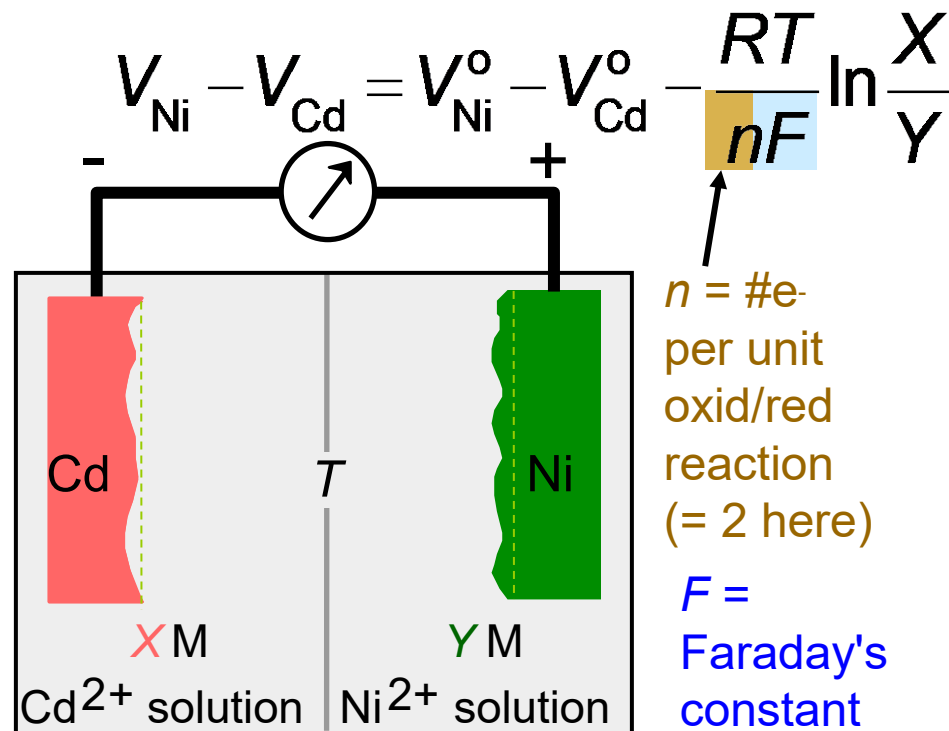 V_Ni − V_Cd = V°_Ni − V°_Cd − RT/nF ln X/Y
- +
n = #e-
per unit
oxid/red
reaction
(= 2 here)
Cd T Ni
F =
Faraday's
constant
X M Y M
Cd²⁺ solution Ni²⁺ solution